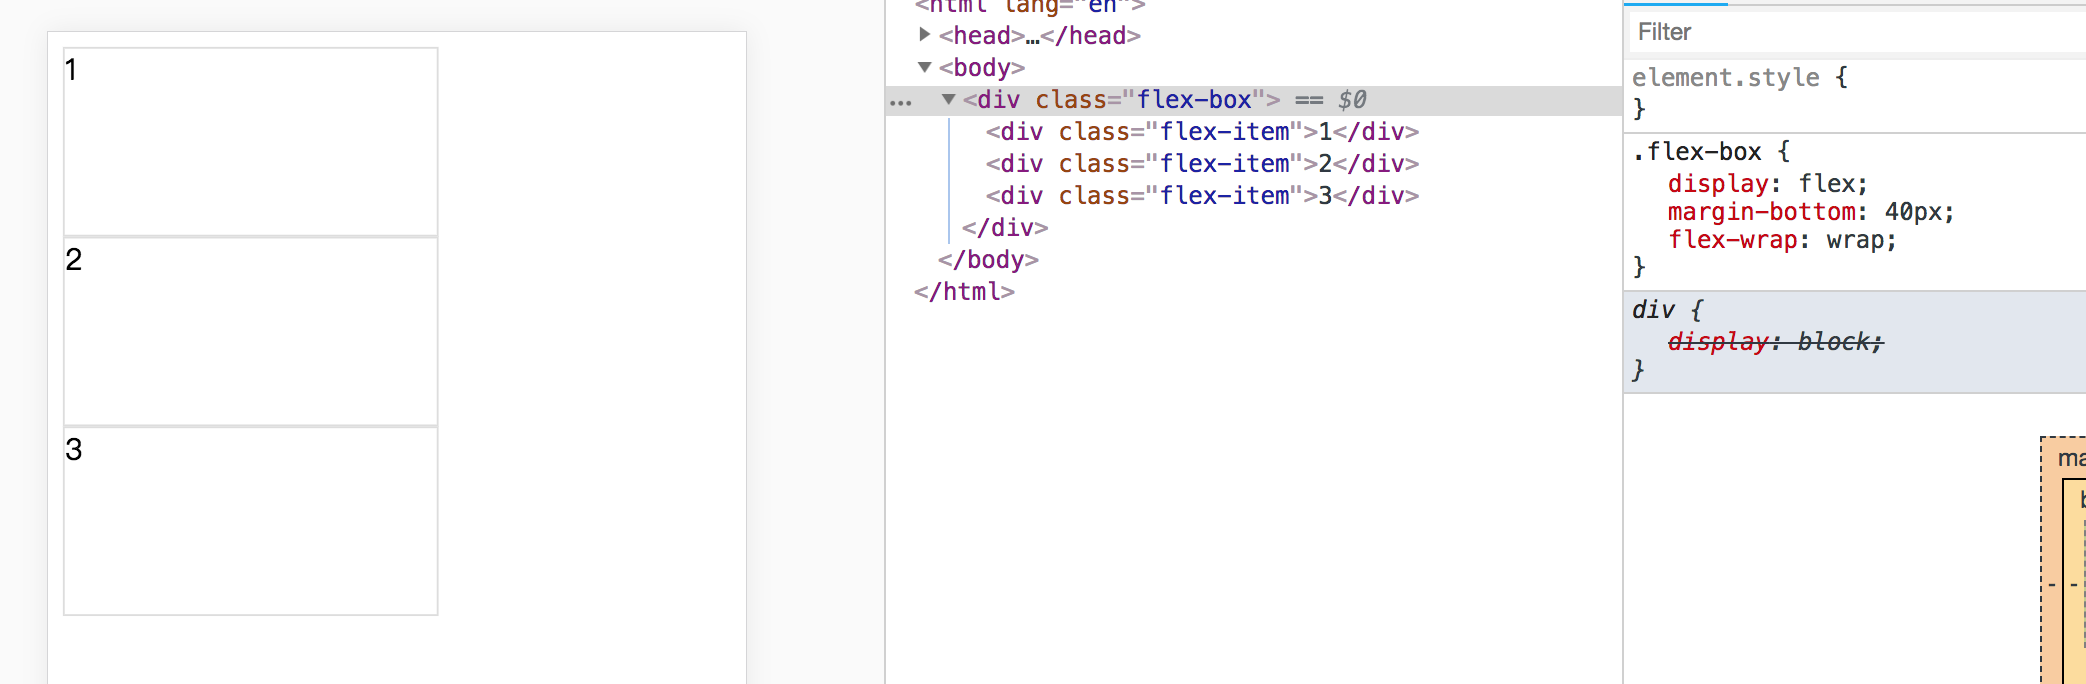 1
2
3
<html lang="en">
<head>…</head>
<body>
… <div class="flex-box"> == $0
<div class="flex-item">1</div>
<div class="flex-item">2</div>
<div class="flex-item">3</div>
</div>
</body>
</html>
Filter
element.style {
}
.flex-box {
display: flex;
margin-bottom: 40px;
flex-wrap: wrap;
}
div {
display: block;
}
- -